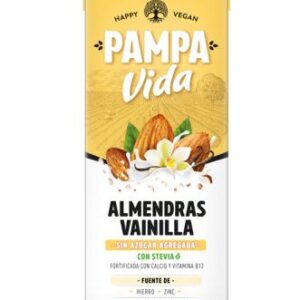 HAPPY VEGAN
PAMPA
Vida
ALMENDRAS
VAINILLA
SIN AZÚCAR AGREGADA
CON STEVIA
FORTIFICADA CON CALCIO Y VITAMINA B12
- FUENTE DE -
HIERRO - ZINC